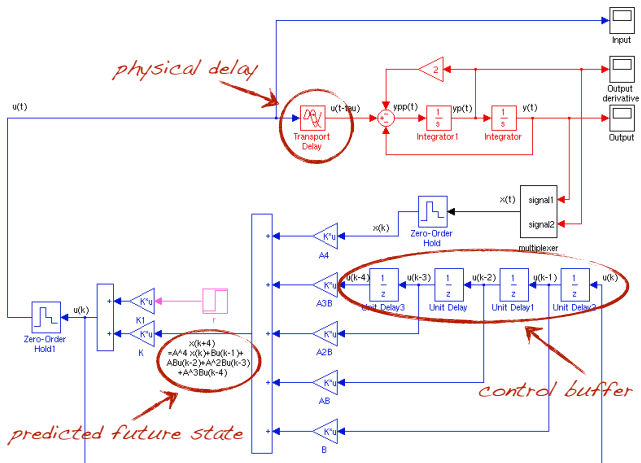 Input
physical delay
2
Output
derivative
u(t)
u(t-tau)
ypp(t)
yp(t)
y(t)
1
s
1
s
Transport
Delay
Integrator1
Integrator
Output
signal1
x(t)
signal2
x(k)
K*u
Zero-Order
Hold
multiplexer
A4
u(k-4)
u(k-3)
u(k-2)
u(k-1)
u(k)
K*u
1
z
1
z
1
z
1
z
A3B
Unit Delay3
Unit Delay
Unit Delay1
Unit Delay2
K*u
K1
r
u(k)
K*u
K
K*u
A2B
Zero-Order
Hold1
x(k+4)
=A^4 x(k)+Bu(k-1)+
ABu(k-2)+A^2Bu(k-3)
+A^3Bu(k-4)
K*u
AB
control buffer
predicted future state
K*u
B